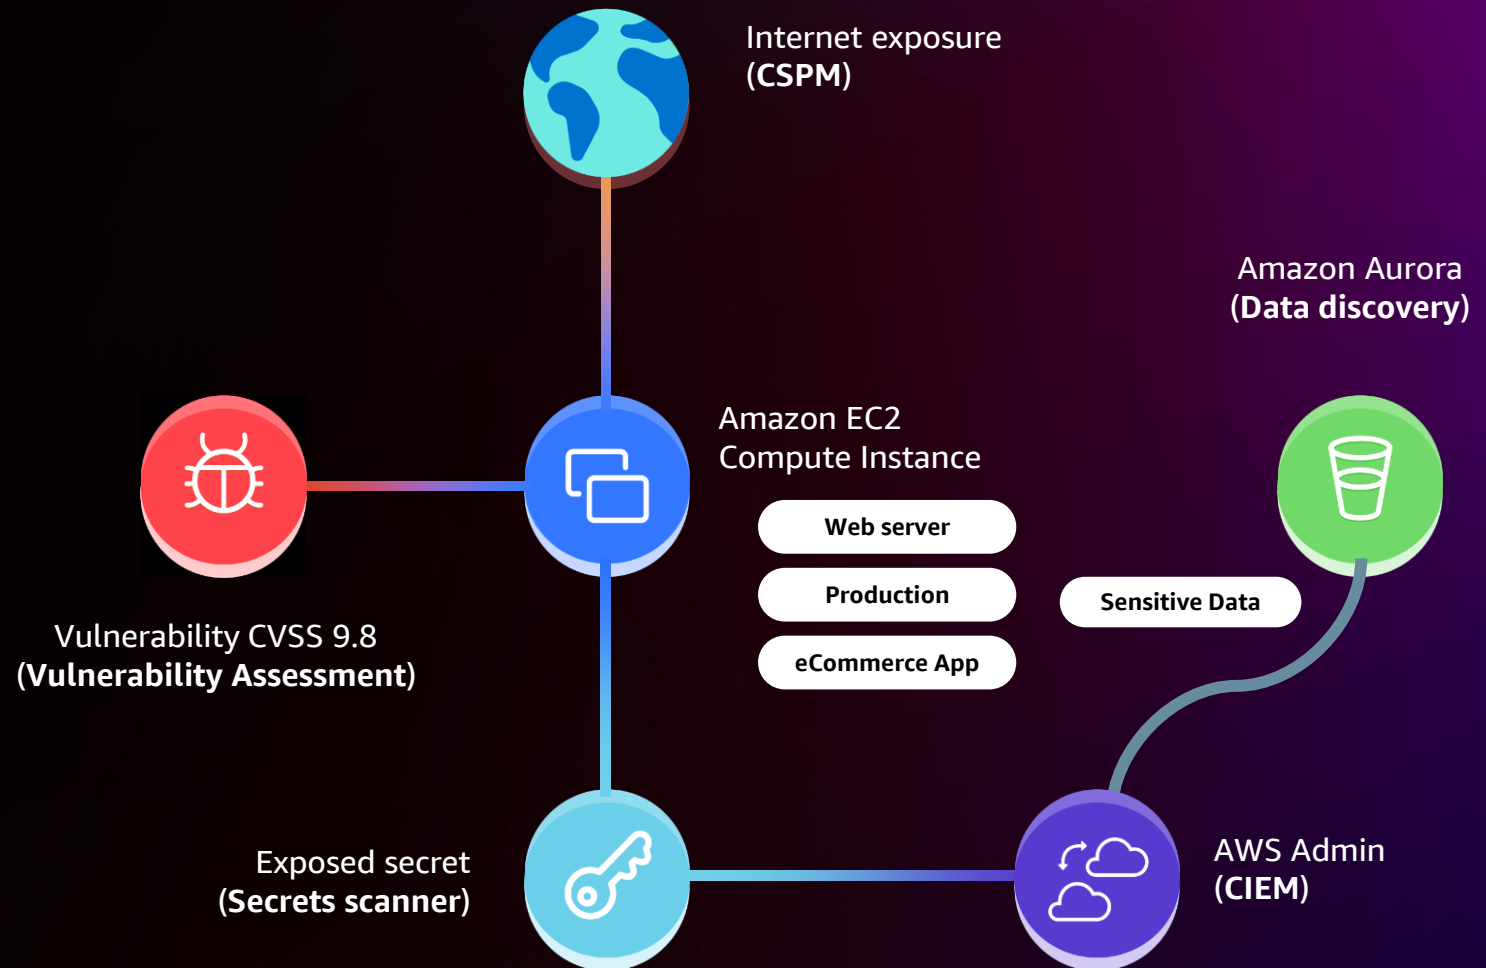 Internet exposure
(CSPM)
Amazon Aurora
(Data discovery)
Amazon EC2
Compute Instance
Web server
Production
eCommerce App
Sensitive Data
Vulnerability CVSS 9.8
(Vulnerability Assessment)
Exposed secret
(Secrets scanner)
AWS Admin
(CIEM)